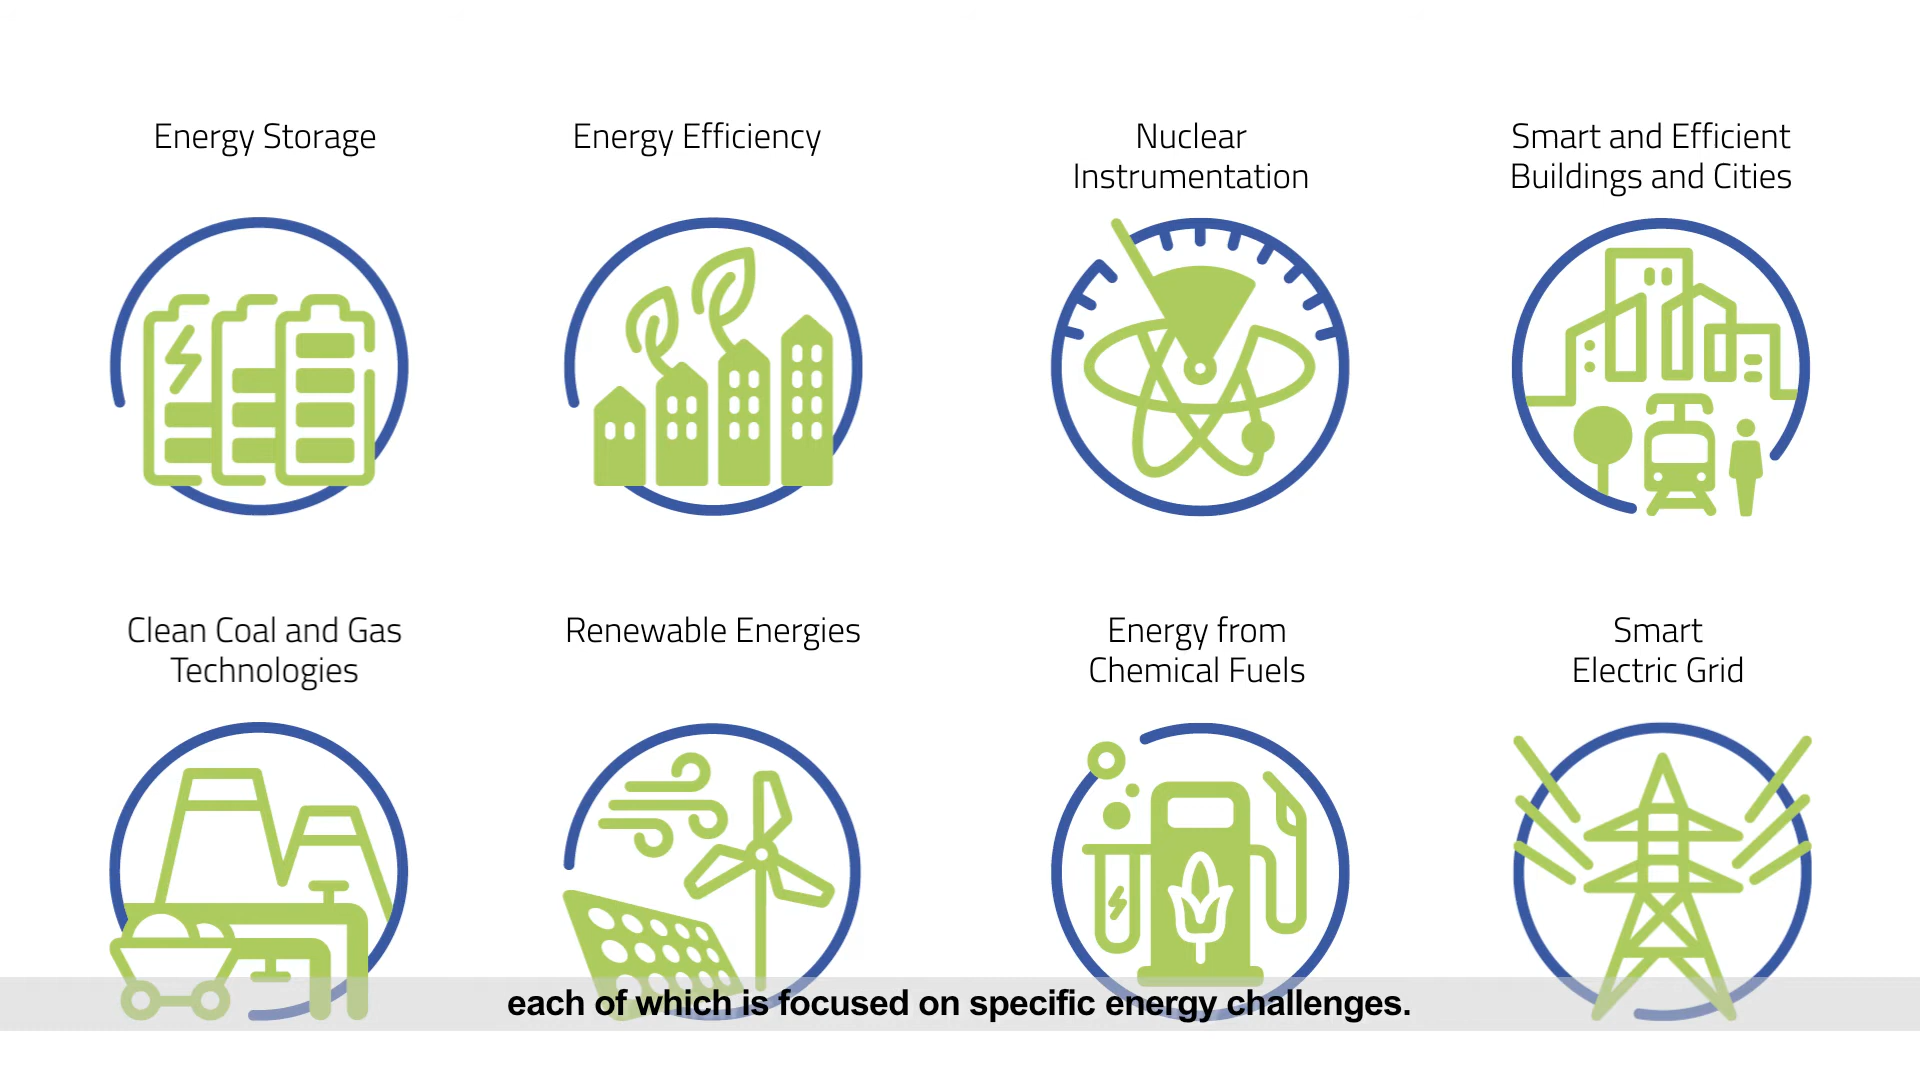 Energy Storage
Energy Efficiency
Nuclear
Instrumentation
Smart and Efficient
Buildings and Cities
Clean Coal and Gas
Technologies
Renewable Energies
Energy from
Chemical Fuels
Smart
Electric Grid
each of which is focused on specific energy challenges.